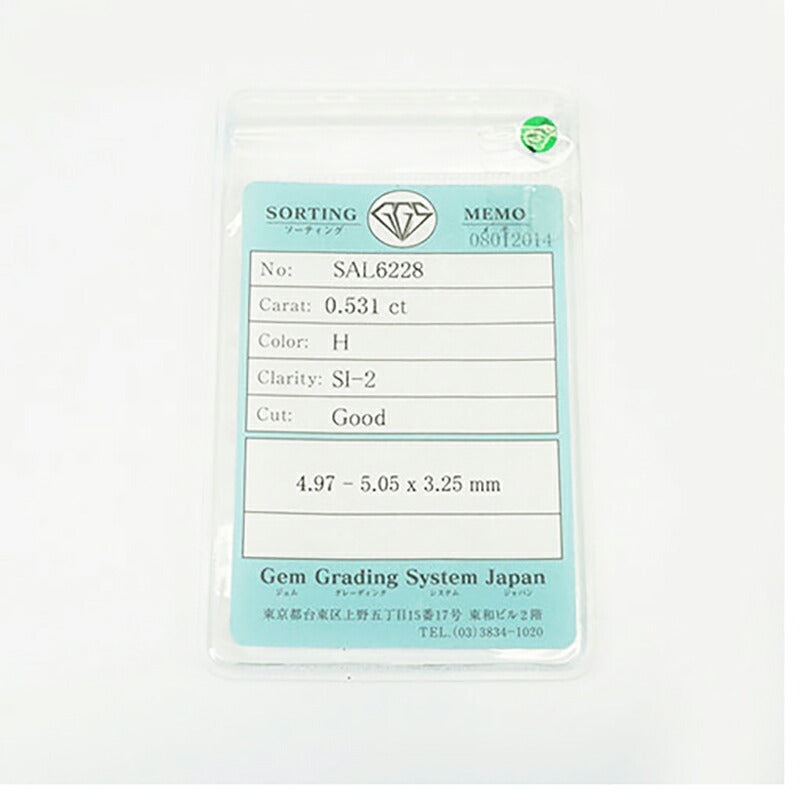 SORTING GGS MEMO
ソーティング メモ
08012014
No: SAL6228
Carat: 0.531 ct
Color: H
Clarity: SI-2
Cut: Good
4.97 - 5.05 x 3.25 mm
Gem Grading System Japan
ジェム グレーディング システム ジャパン
東京都台東区上野五丁目15番17号 東和ビル2階
TEL.(03)3834-1020